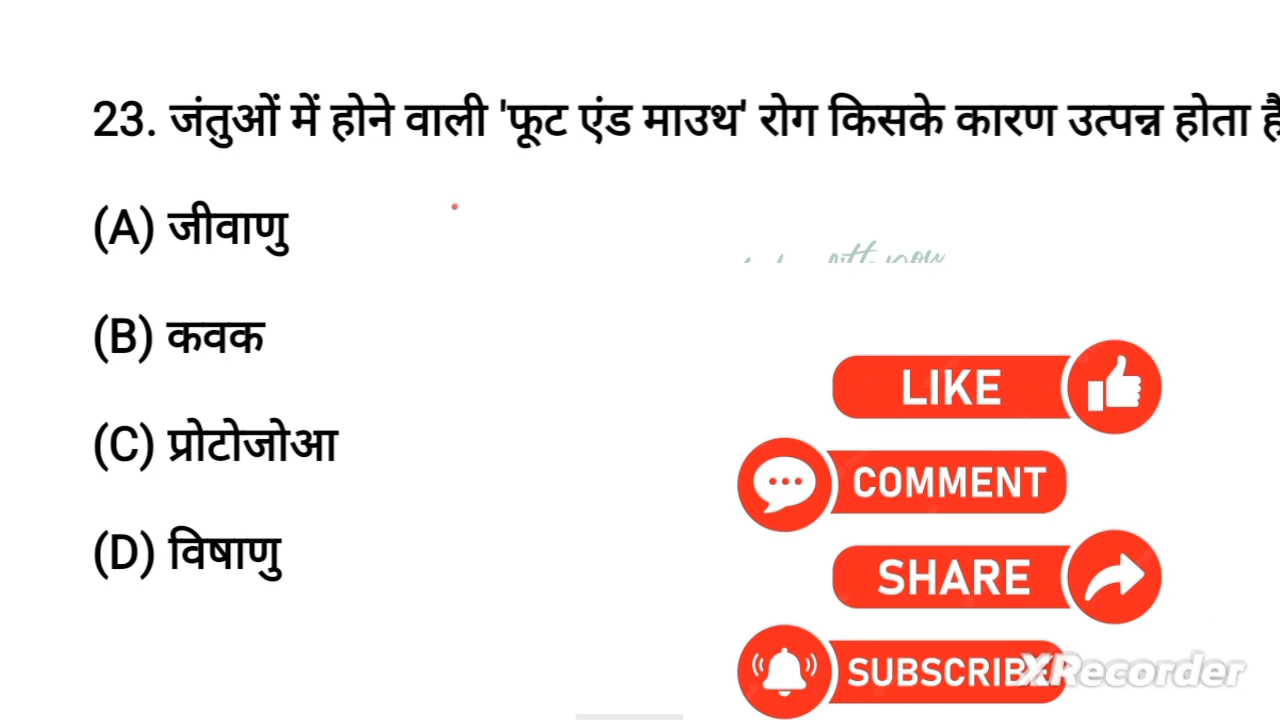 23. जंतुओं में होने वाली 'फूट एंड माउथ' रोग किसके कारण उत्पन्न होता है
(A) जीवाणु
(B) कवक
(C) प्रोटोजोआ
(D) विषाणु
LIKE
COMMENT
SHARE
SUBSCRIBE
XRecorder